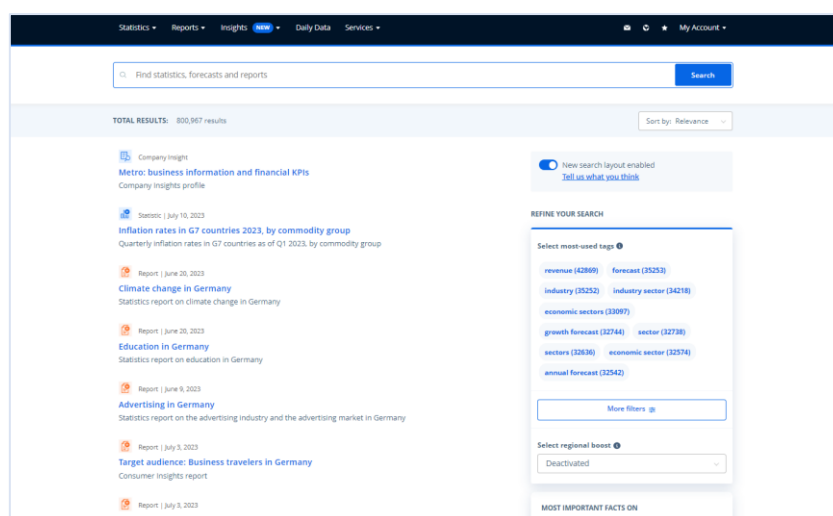 Statistics Reports Insights NEW Daily Data Services My Account
Find statistics, forecasts and reports Search
TOTAL RESULTS: 800,967 results Sort by: Relevance
Company Insight
Metro: business information and financial KPIs
Company Insights profile
Statistic | July 10, 2023
Inflation rates in G7 countries 2023, by commodity group
Quarterly inflation rates in G7 countries as of Q1 2023, by commodity group
Report | June 20, 2023
Climate change in Germany
Statistics report on climate change in Germany
Report | June 20, 2023
Education in Germany
Statistics report on education in Germany
Report | June 9, 2023
Advertising in Germany
Statistics report on the advertising industry and the advertising market in Germany
Report | July 3, 2023
Target audience: Business travelers in Germany
Consumer Insights report
Report | July 3, 2023
New search layout enabled
Tell us what you think
REFINE YOUR SEARCH
Select most-used tags
revenue (42869) forecast (35253)
industry (35252) industry sector (34218)
economic sectors (33097)
growth forecast (32744) sector (32738)
sectors (32636) economic sector (32574)
annual forecast (32542)
More filters
Select regional boost
Deactivated
MOST IMPORTANT FACTS ON